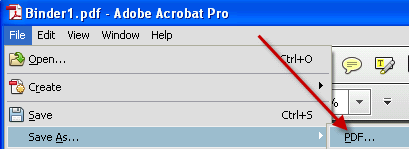 Binder1.pdf - Adobe Acrobat Pro
File Edit View Window Help
Open... Ctrl+O
Create
%
Save Ctrl+S
Save As... PDF...